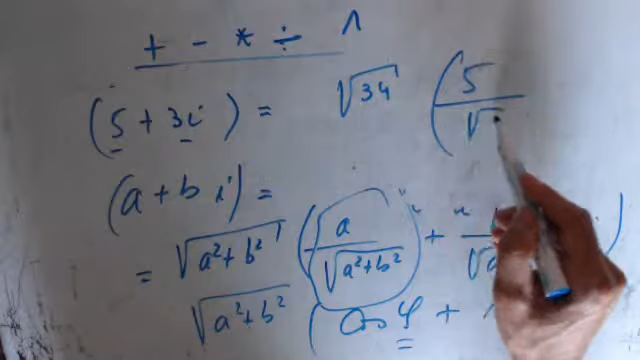 + - * ÷ ^
(5 + 3i) = √34 (5/√
(a + b i) =
= √a²+b² (a/√a²+b² +
√a²+b² (cos φ +